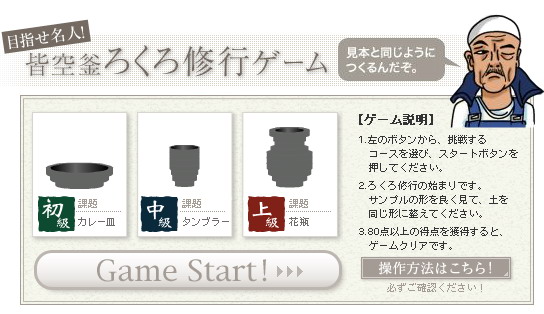 目指せ名人!
皆空釜ろくろ修行ゲーム
見本と同じように
つくるんだぞ。
初級
課題
カレー皿
中級
課題
タンブラー
上級
課題
花瓶
Game Start!
【ゲーム説明】
1.左のボタンから、挑戦する
コースを選び、スタートボタンを
押してください。
2.ろくろ修行の始まりです。
サンプルの形を良く見て、土を
同じ形に整えてください。
3.80点以上の得点を獲得すると、
ゲームクリアです。
操作方法はこちら!
必ずご確認ください!